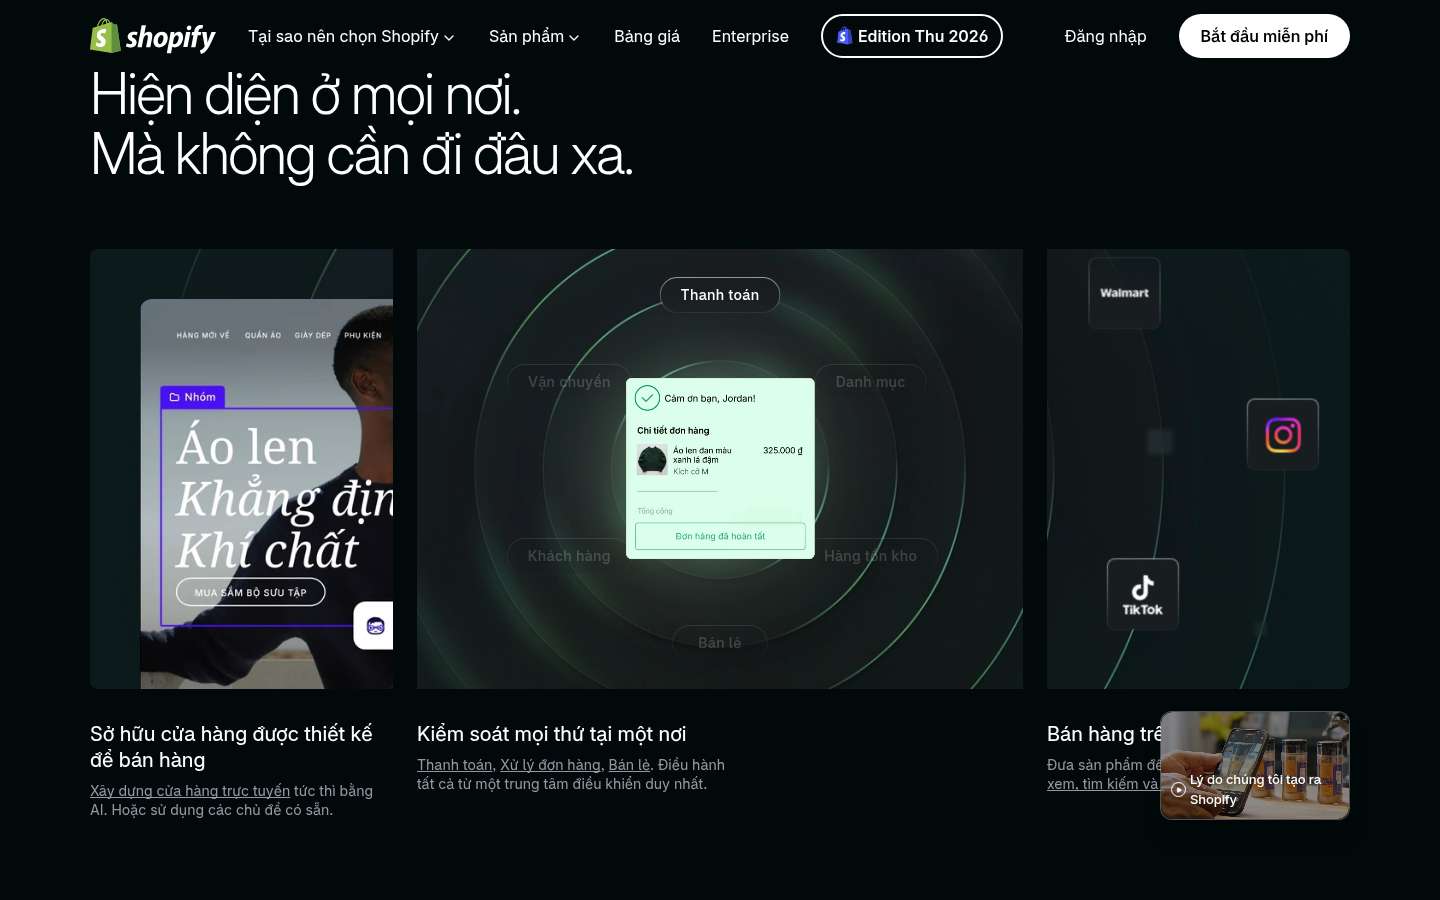 shopify
Tại sao nên chọn Shopify
Sản phẩm
Bảng giá
Enterprise
Edition Thu 2026
Đăng nhập
Bắt đầu miễn phí
Hiện diện ở mọi nơi.
Mà không cần đi đâu xa.
HÀNG MỚI VỀ
QUẦN ÁO
GIÀY DÉP
PHỤ KIỆN
Nhóm
Áo len
Khẳng địn
Khí chất
MUA SẮM BỘ SƯU TẬP
Thanh toán
Vận chuyển
Danh mục
Cảm ơn bạn, Jordan!
Chi tiết đơn hàng
Áo len đan màu
xanh lá đậm
Kích cỡ M
325.000 ₫
Tổng cộng
Đơn hàng đã hoàn tất
Khách hàng
Hàng tồn kho
Bán lẻ
Walmart
TikTok
Sở hữu cửa hàng được thiết kế
để bán hàng
Xây dựng cửa hàng trực tuyến tức thì bằng
AI. Hoặc sử dụng các chủ đề có sẵn.
Kiểm soát mọi thứ tại một nơi
Thanh toán, Xử lý đơn hàng, Bán lẻ. Điều hành
tất cả từ một trung tâm điều khiển duy nhất.
Bán hàng trê
Đưa sản phẩm đế
xem, tìm kiếm và
Lý do chúng tôi tạo ra
Shopify